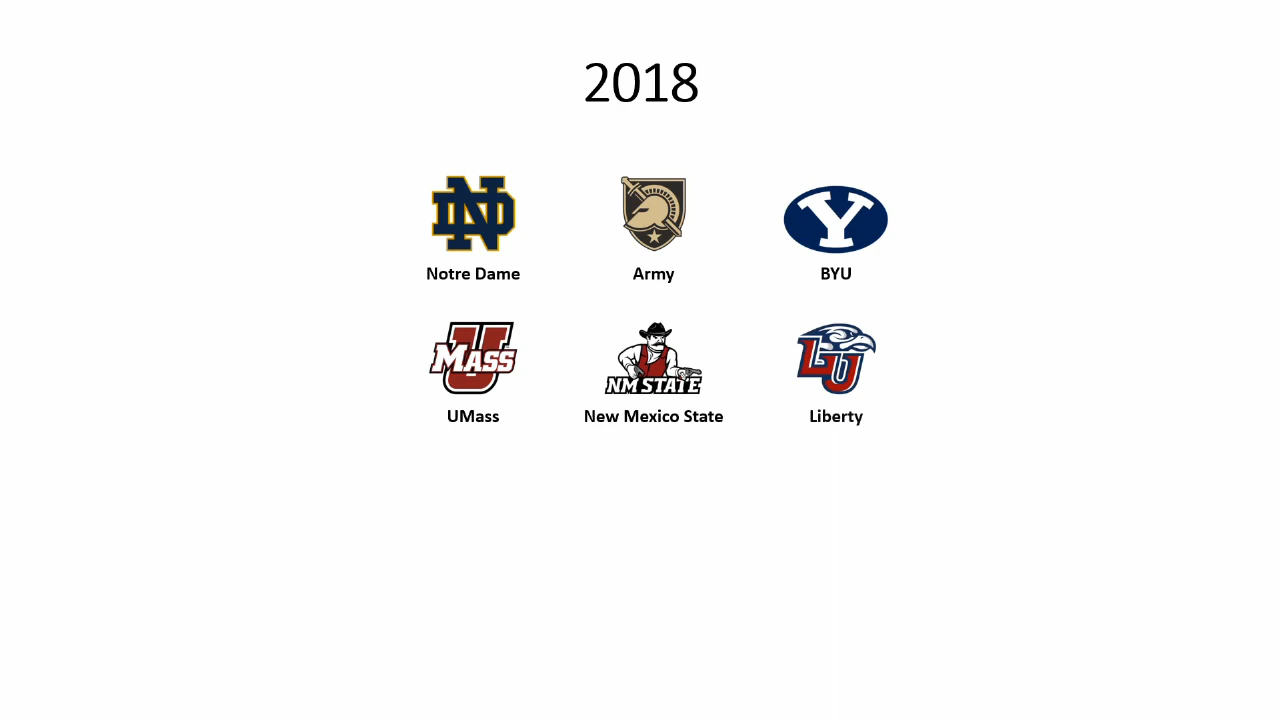 2018
ND
Y
Notre Dame
Army
BYU
U
MASS
NM STATE
LU
UMass
New Mexico State
Liberty